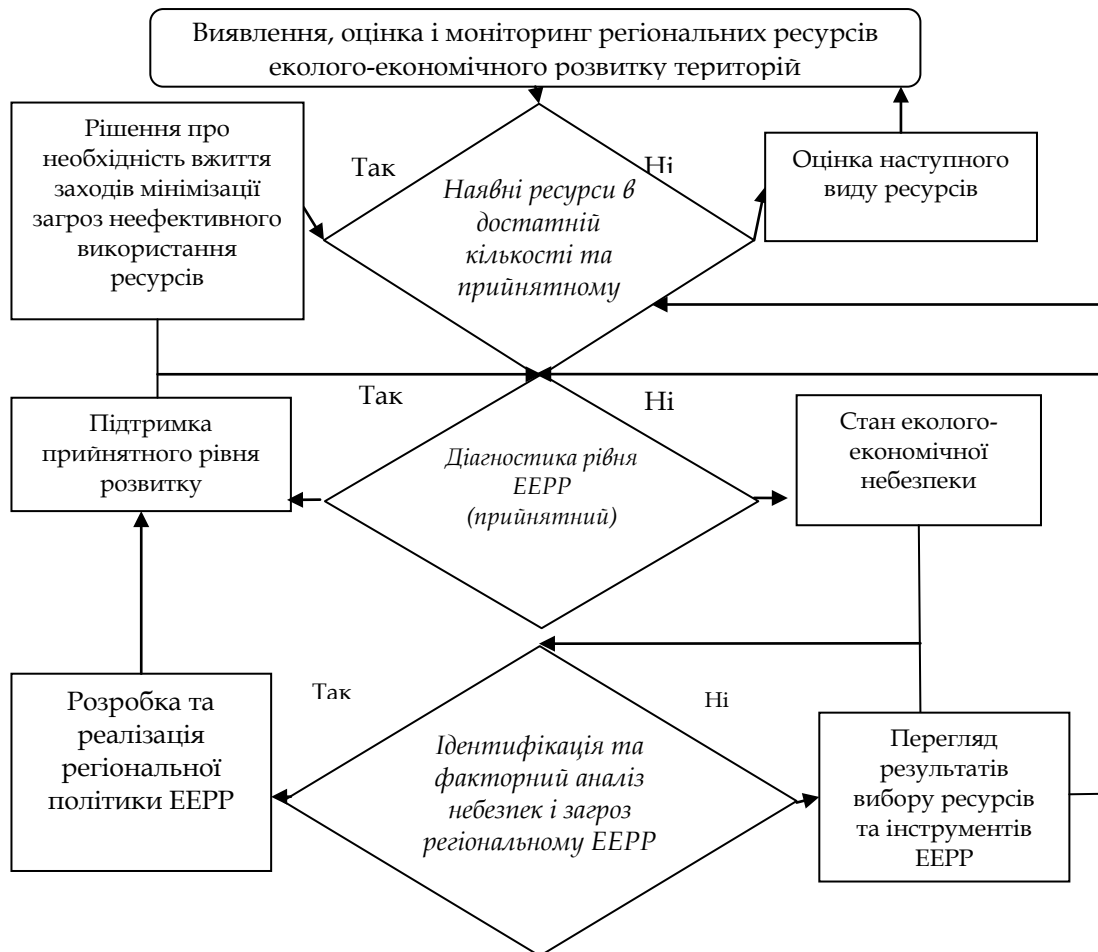 Виявлення, оцінка і моніторинг регіональних ресурсів
еколого-економічного розвитку територій
Рішення про
необхідність вжиття
заходів мінімізації
загроз неефективного
використання
ресурсів
Так
Ні
Наявні ресурси в
достатній
кількості та
прийнятному
Оцінка наступного
виду ресурсів
Підтримка
прийнятного рівня
розвитку
Так
Ні
Діагностика рівня
ЕЕРР
(прийнятний)
Стан еколого-
економічної
небезпеки
Розробка та
реалізація
регіональної
політики ЕЕРР
Так
Ні
Ідентифікація та
факторний аналіз
небезпек і загроз
регіональному ЕЕРР
Перегляд
результатів
вибору ресурсів
та інструментів
ЕЕРР